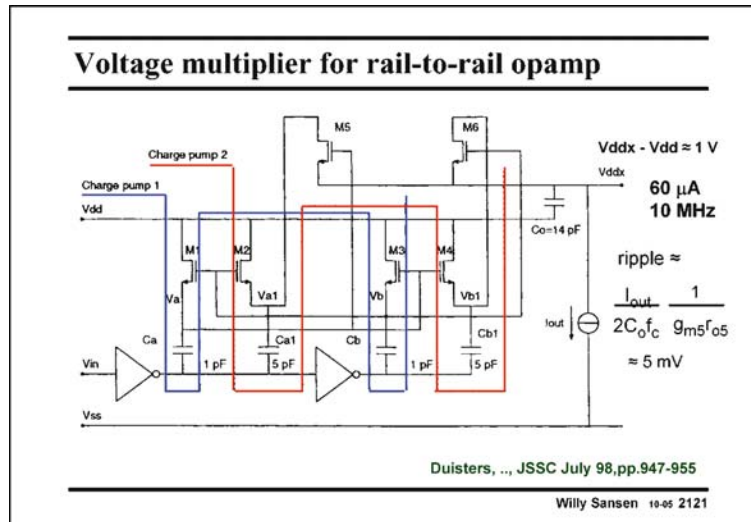 Voltage multiplier for rail-to-rail opamp
M5
M6
Charge pump 2
Vddx - Vdd ≈ 1 V
Charge pump 1
Vddx
60 µA
10 MHz
Vdd
Co=14 pF
M1
M2
M3
M4
ripple ≈
Va
Va1
Vb
Vb1
Iout 1
2Cofc gm5ro5
Iout
Ca
Ca1
Cb
Cb1
Vin
1 pF
5 pF
1 pF
5 pF
≈ 5 mV
Vss
Duisters, .., JSSC July 98,pp.947-955
Willy Sansen 10-05 2121